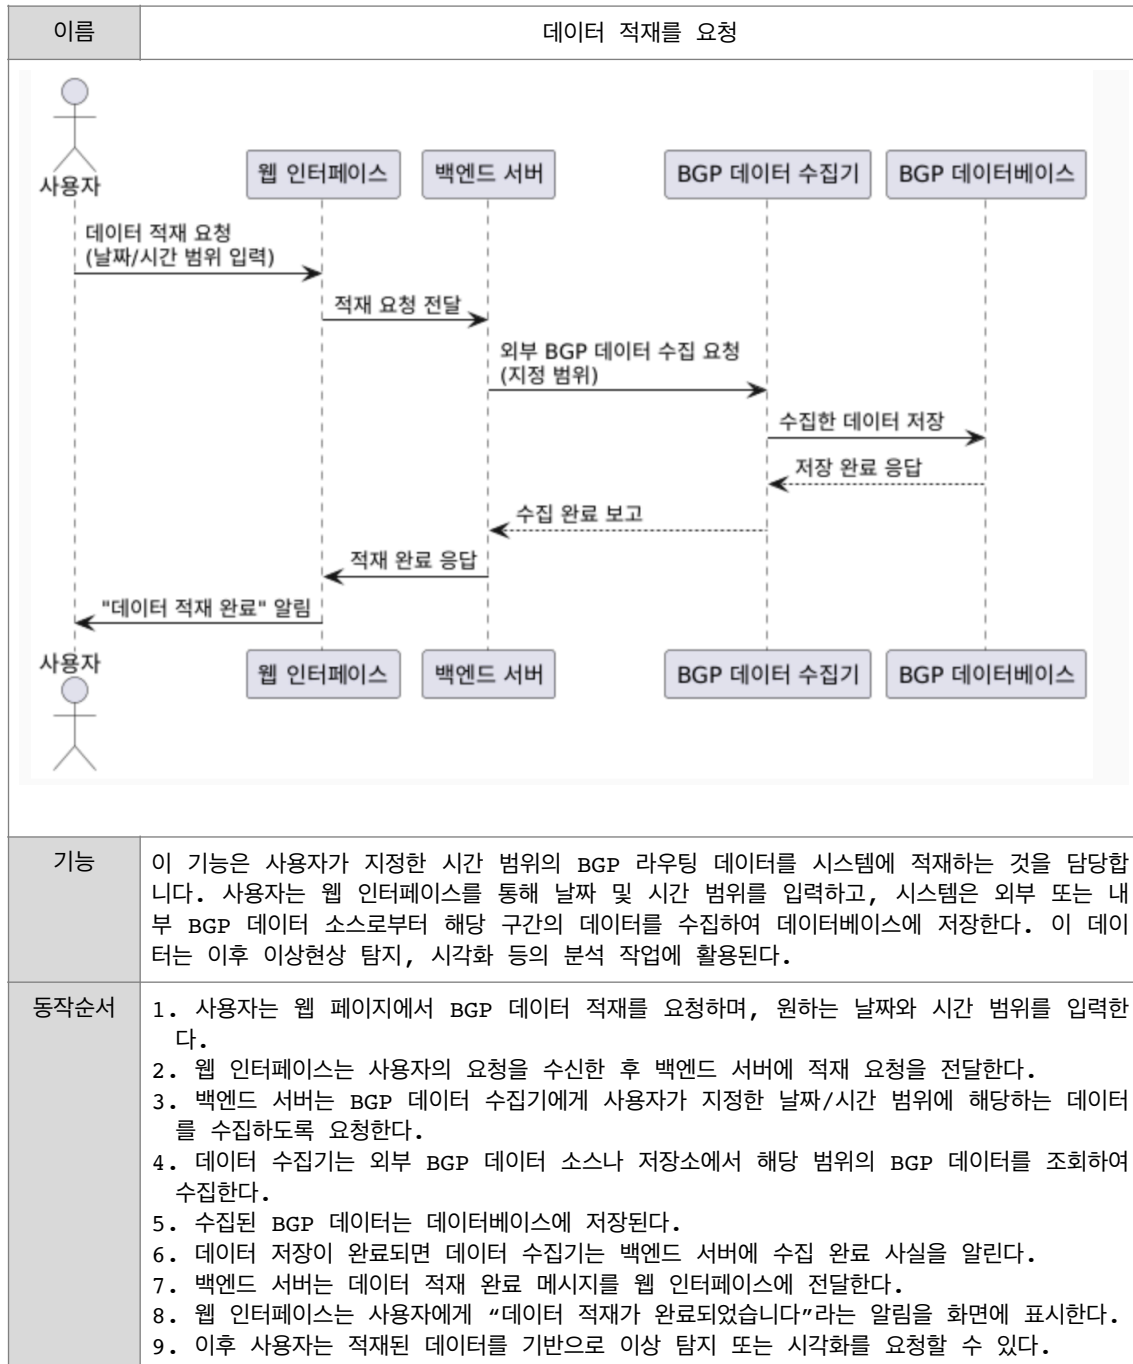 이름
데이터 적재를 요청
사용자
웹 인터페이스
백엔드 서버
BGP 데이터 수집기
BGP 데이터베이스
데이터 적재 요청
(날짜/시간 범위 입력)
적재 요청 전달
외부 BGP 데이터 수집 요청
(지정 범위)
수집한 데이터 저장
저장 완료 응답
수집 완료 보고
적재 완료 응답
"데이터 적재 완료" 알림
사용자
웹 인터페이스
백엔드 서버
BGP 데이터 수집기
BGP 데이터베이스
기능
이 기능은 사용자가 지정한 시간 범위의 BGP 라우팅 데이터를 시스템에 적재하는 것을 담당합
니다. 사용자는 웹 인터페이스를 통해 날짜 및 시간 범위를 입력하고, 시스템은 외부 또는 내
부 BGP 데이터 소스로부터 해당 구간의 데이터를 수집하여 데이터베이스에 저장한다. 이 데이
터는 이후 이상현상 탐지, 시각화 등의 분석 작업에 활용된다.
동작순서
1. 사용자는 웹 페이지에서 BGP 데이터 적재를 요청하며, 원하는 날짜와 시간 범위를 입력한
다.
2. 웹 인터페이스는 사용자의 요청을 수신한 후 백엔드 서버에 적재 요청을 전달한다.
3. 백엔드 서버는 BGP 데이터 수집기에게 사용자가 지정한 날짜/시간 범위에 해당하는 데이터
를 수집하도록 요청한다.
4. 데이터 수집기는 외부 BGP 데이터 소스나 저장소에서 해당 범위의 BGP 데이터를 조회하여
수집한다.
5. 수집된 BGP 데이터는 데이터베이스에 저장된다.
6. 데이터 저장이 완료되면 데이터 수집기는 백엔드 서버에 수집 완료 사실을 알린다.
7. 백엔드 서버는 데이터 적재 완료 메시지를 웹 인터페이스에 전달한다.
8. 웹 인터페이스는 사용자에게 “데이터 적재가 완료되었습니다”라는 알림을 화면에 표시한다.
9. 이후 사용자는 적재된 데이터를 기반으로 이상 탐지 또는 시각화를 요청할 수 있다.